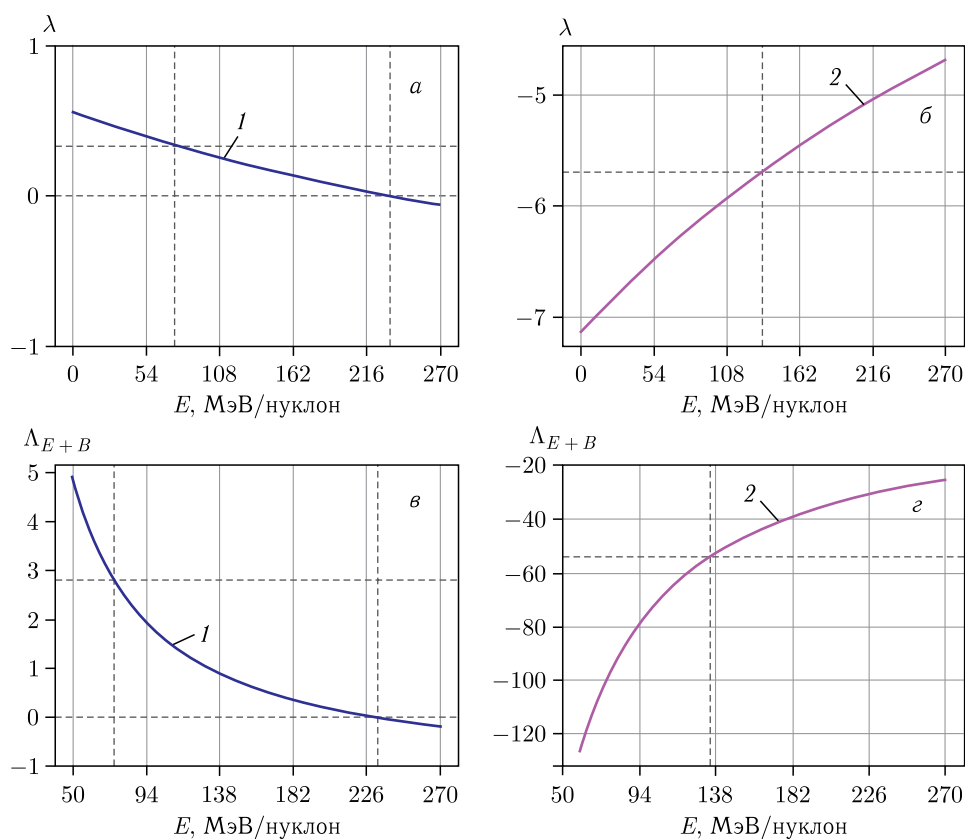 λ
1
0
−1
1
а
0 54 108 162 216 270
E, МэВ/нуклон
λ
−5
−6
−7
2
б
0 54 108 162 216 270
E, МэВ/нуклон
Λ_{E + B}
5
4
3
2
1
0
−1
1
в
50 94 138 182 226 270
E, МэВ/нуклон
Λ_{E + B}
−20
−40
−60
−80
−100
−120
2
г
50 94 138 182 226 270
E, МэВ/нуклон